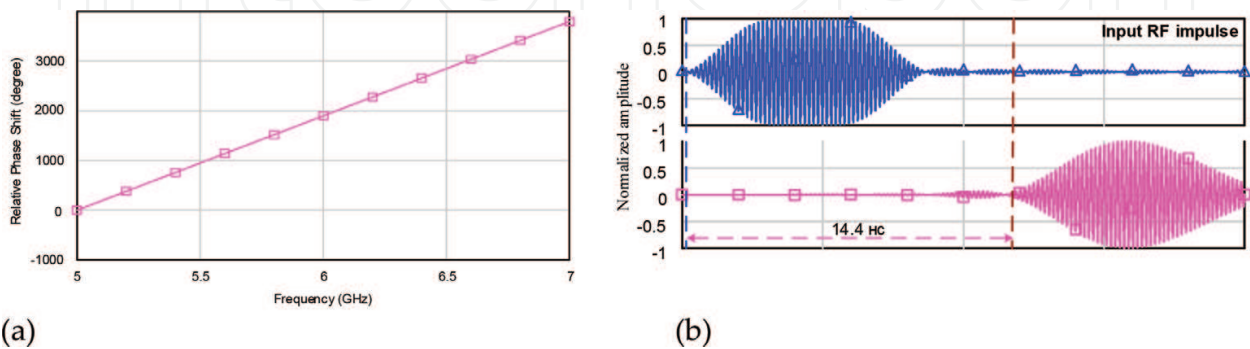 Relative Phase Shift (degree)
3000
2000
1000
0
-1000
5
5.5
6
6.5
7
Frequency (GHz)
(a)
Normalized amplitude
1
0.5
0
-0.5
-1
Input RF impulse
1
0.5
0
-0.5
-1
14.4 нс
(b)